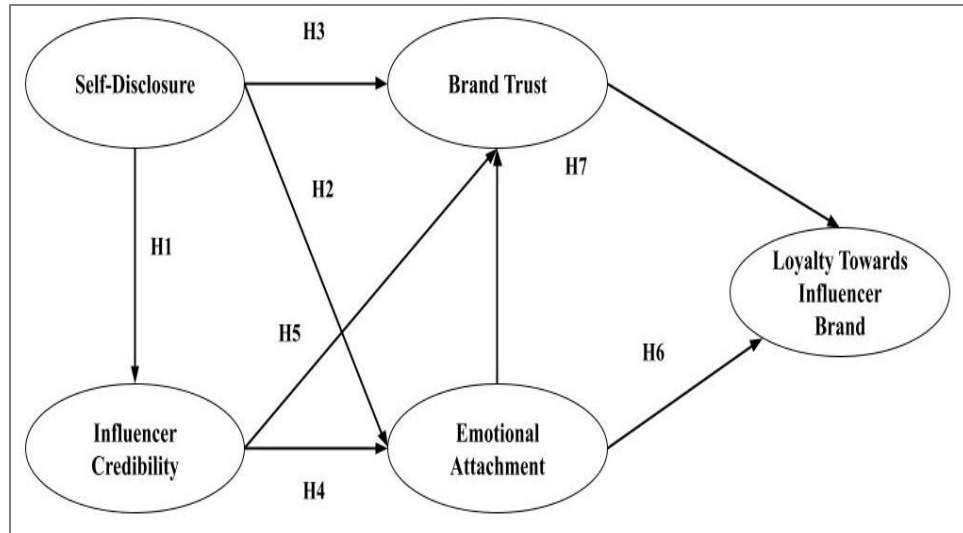 H3
Self-Disclosure
Brand Trust
H2
H7
H1
Loyalty Towards
Influencer
Brand
H5
H6
Influencer
Credibility
Emotional
Attachment
H4